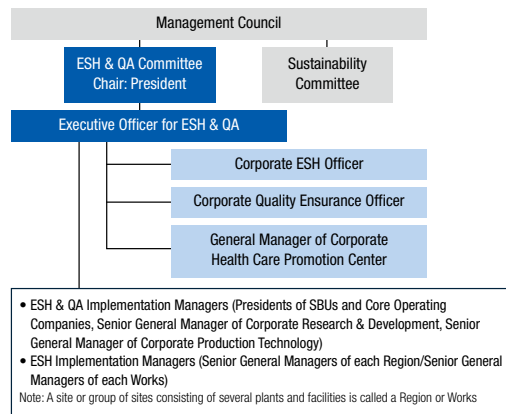 Management Council
ESH & QA Committee
Chair: President
Sustainability
Committee
Executive Officer for ESH & QA
Corporate ESH Officer
Corporate Quality Ensurance Officer
General Manager of Corporate
Health Care Promotion Center
• ESH & QA Implementation Managers (Presidents of SBUs and Core Operating
Companies, Senior General Manager of Corporate Research & Development, Senior
General Manager of Corporate Production Technology)
• ESH Implementation Managers (Senior General Managers of each Region/Senior General
Managers of each Works)
Note: A site or group of sites consisting of several plants and facilities is called a Region or Works